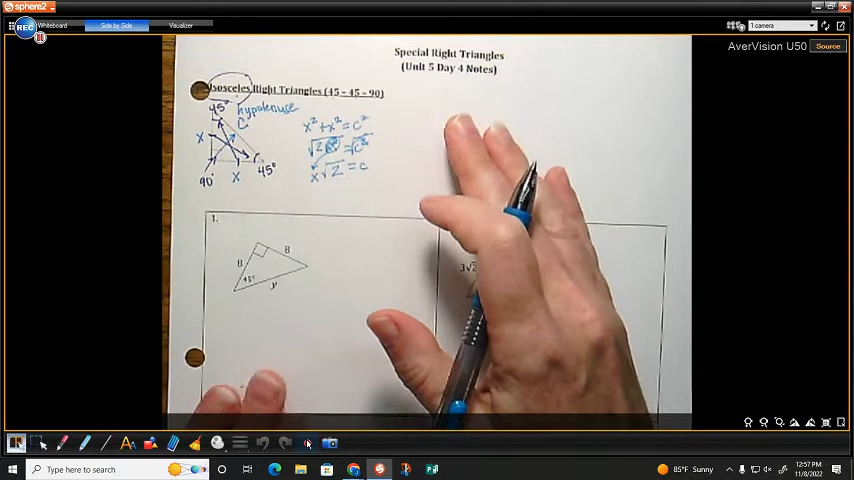 sphere2
REC
Whiteboard
Side by Side
Visualizer
1 camera
AverVision U50
Source
Special Right Triangles
(Unit 5 Day 4 Notes)
Isosceles Right Triangles (45 – 45 – 90)
45°
hypotenuse
C
x
90°
x
45°
x² + x² = c²
√2x² = √c²
x√2 = c
1.
8
8
45°
y
3√2
Type here to search
85°F Sunny
12:57 PM
11/8/2022